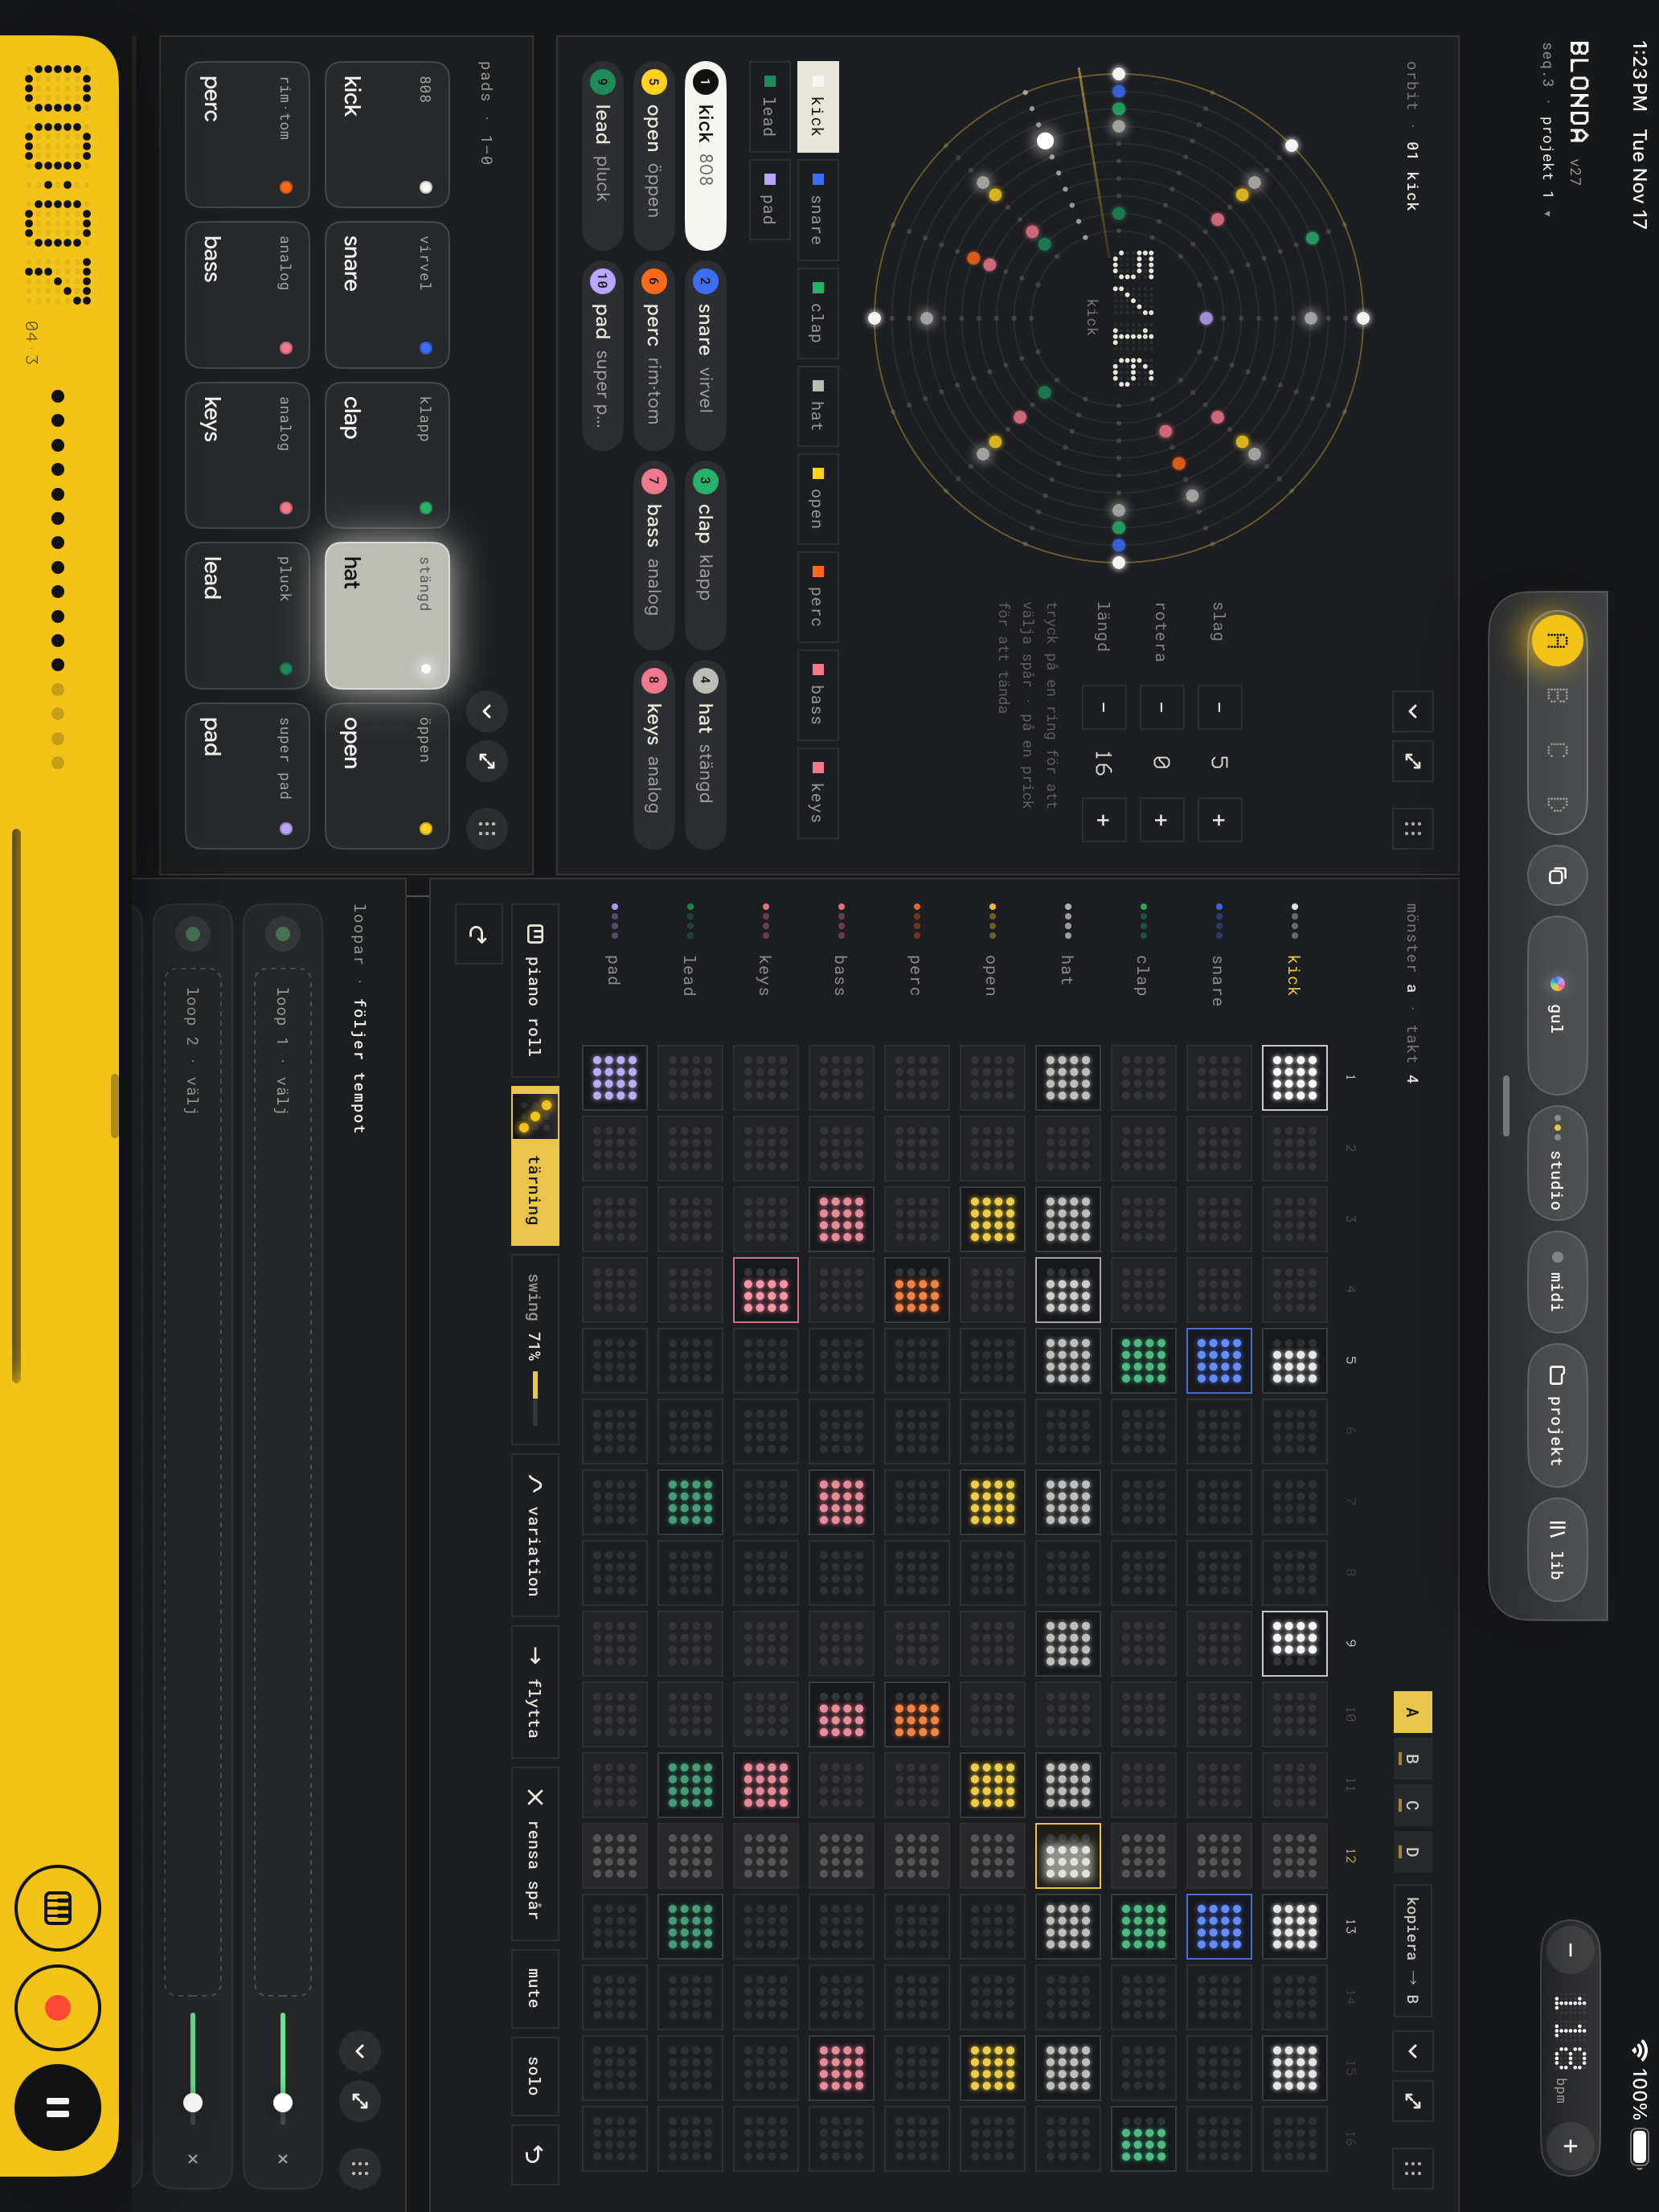 1:23 PM Tue Nov 17
100%
BLONDA v27
seq.3 · projekt 1 ▾
A B C D
gul
studio
midi
projekt
lib
− 118 bpm +
orbit · 01 kick
5/16
kick
slag − 5 +
rotera − 0 +
längd − 16 +
tryck på en ring för att
välja spår · på en prick
för att tända
kick snare clap hat open perc bass keys
lead pad
1 kick 808
2 snare virvel
3 clap klapp
4 hat stängd
5 open öppen
6 perc rim·tom
7 bass analog
8 keys analog
9 lead pluck
10 pad super p...
pads · 1–0
808
kick
virvel
snare
klapp
clap
stängd
hat
öppen
open
rim·tom
perc
analog
bass
analog
keys
pluck
lead
super pad
pad
mönster a · takt 4
A B C D
kopiera → B
1 2 3 4 5 6 7 8 9 10 11 12 13 14 15 16
kick
snare
clap
hat
open
perc
bass
keys
lead
pad
piano roll
tärning
swing 71%
variation
→ flytta
rensa spår
mute
solo
loopar · följer tempot
loop 1 · välj ×
loop 2 · välj ×
00:07
04·3